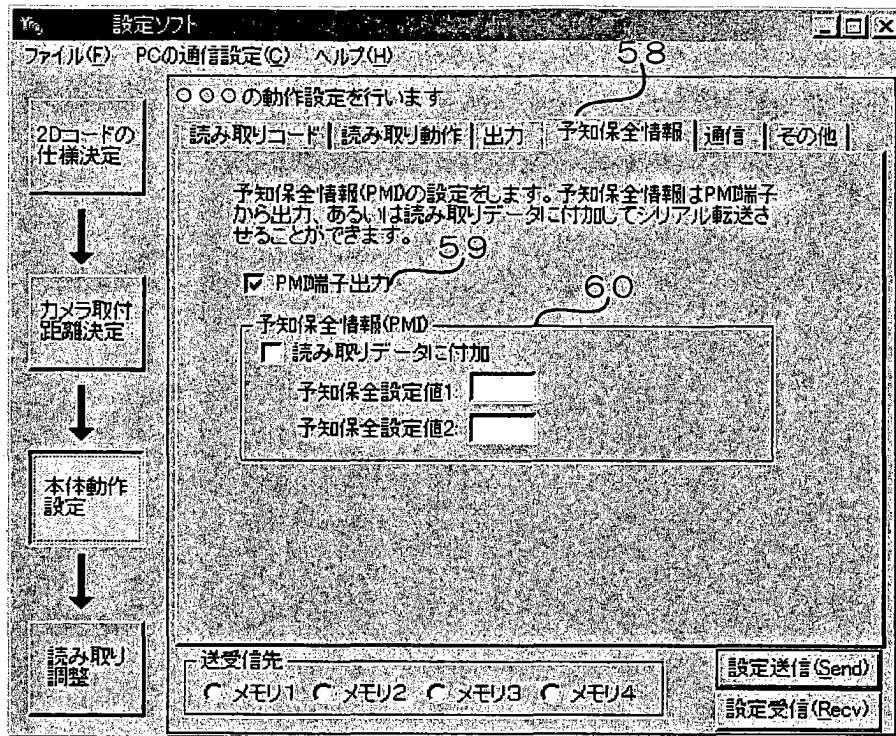 設定ソフト
ファイル(F) PCの通信設定(C) ヘルプ(H)
58
○○○の動作設定を行います
読み取りコード 読み取り動作 出力 予知保全情報 通信 その他
2Dコードの
仕様決定
予知保全情報(PMI)の設定をします。予知保全情報はPMI端子
から出力、あるいは読み取りデータに付加してシリアル転送さ
せることができます。
59
PMI端子出力
60
カメラ取付
距離決定
予知保全情報(PMI)
読み取りデータに付加
予知保全設定値1:
予知保全設定値2:
本体動作
設定
読み取り
調整
送受信先
メモリ1 メモリ2 メモリ3 メモリ4
設定送信(Send)
設定受信(Recv)